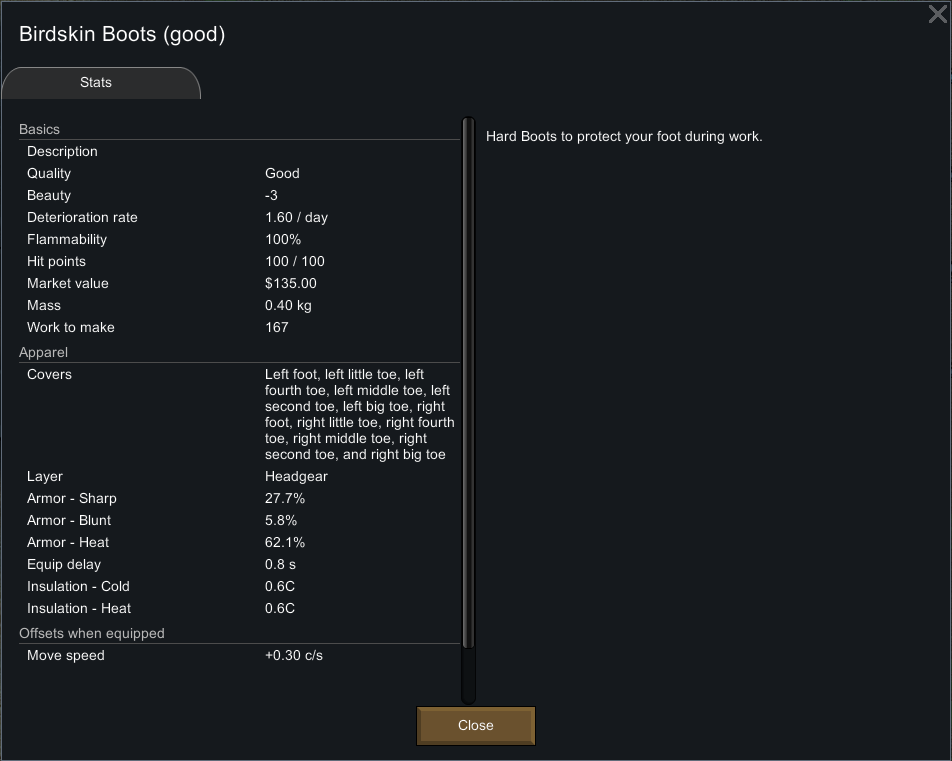 Birdskin Boots (good)
Stats
Basics
Description
Quality Good
Beauty -3
Deterioration rate 1.60 / day
Flammability 100%
Hit points 100 / 100
Market value $135.00
Mass 0.40 kg
Work to make 167
Apparel
Covers Left foot, left little toe, left
fourth toe, left middle toe, left
second toe, left big toe, right
foot, right little toe, right fourth
toe, right middle toe, right
second toe, and right big toe
Layer Headgear
Armor - Sharp 27.7%
Armor - Blunt 5.8%
Armor - Heat 62.1%
Equip delay 0.8 s
Insulation - Cold 0.6C
Insulation - Heat 0.6C
Offsets when equipped
Move speed +0.30 c/s
Hard Boots to protect your foot during work.
Close